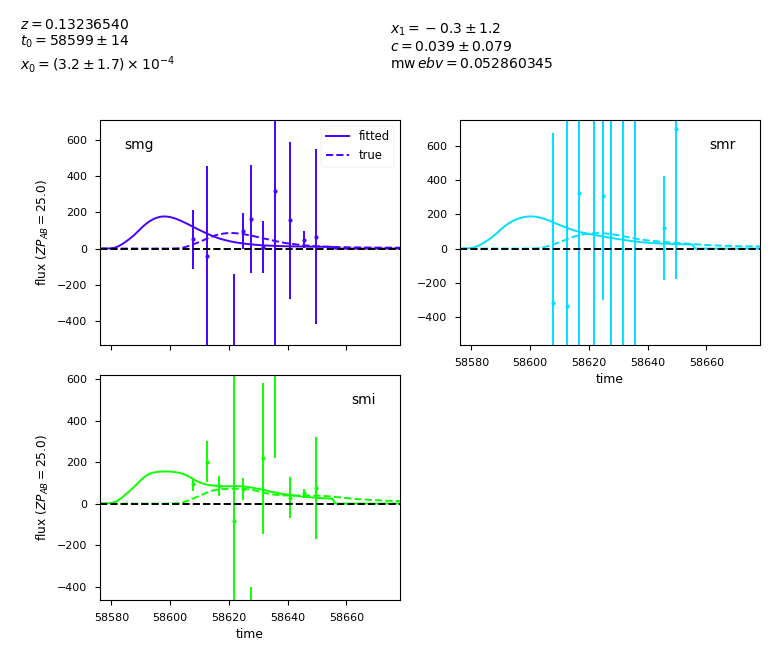 z = 0.13236540
t₀ = 58599 ± 14
x₀ = (3.2 ± 1.7) × 10⁻⁴
x₁ = −0.3 ± 1.2
c = 0.039 ± 0.079
mw ebv = 0.052860345
smg
fitted
true
600
400
200
0
−200
−400
flux (ZP_AB = 25.0)
smr
600
400
200
0
−200
−400
58580 58600 58620 58640 58660
time
smi
600
400
200
0
−200
−400
flux (ZP_AB = 25.0)
58580 58600 58620 58640 58660
time